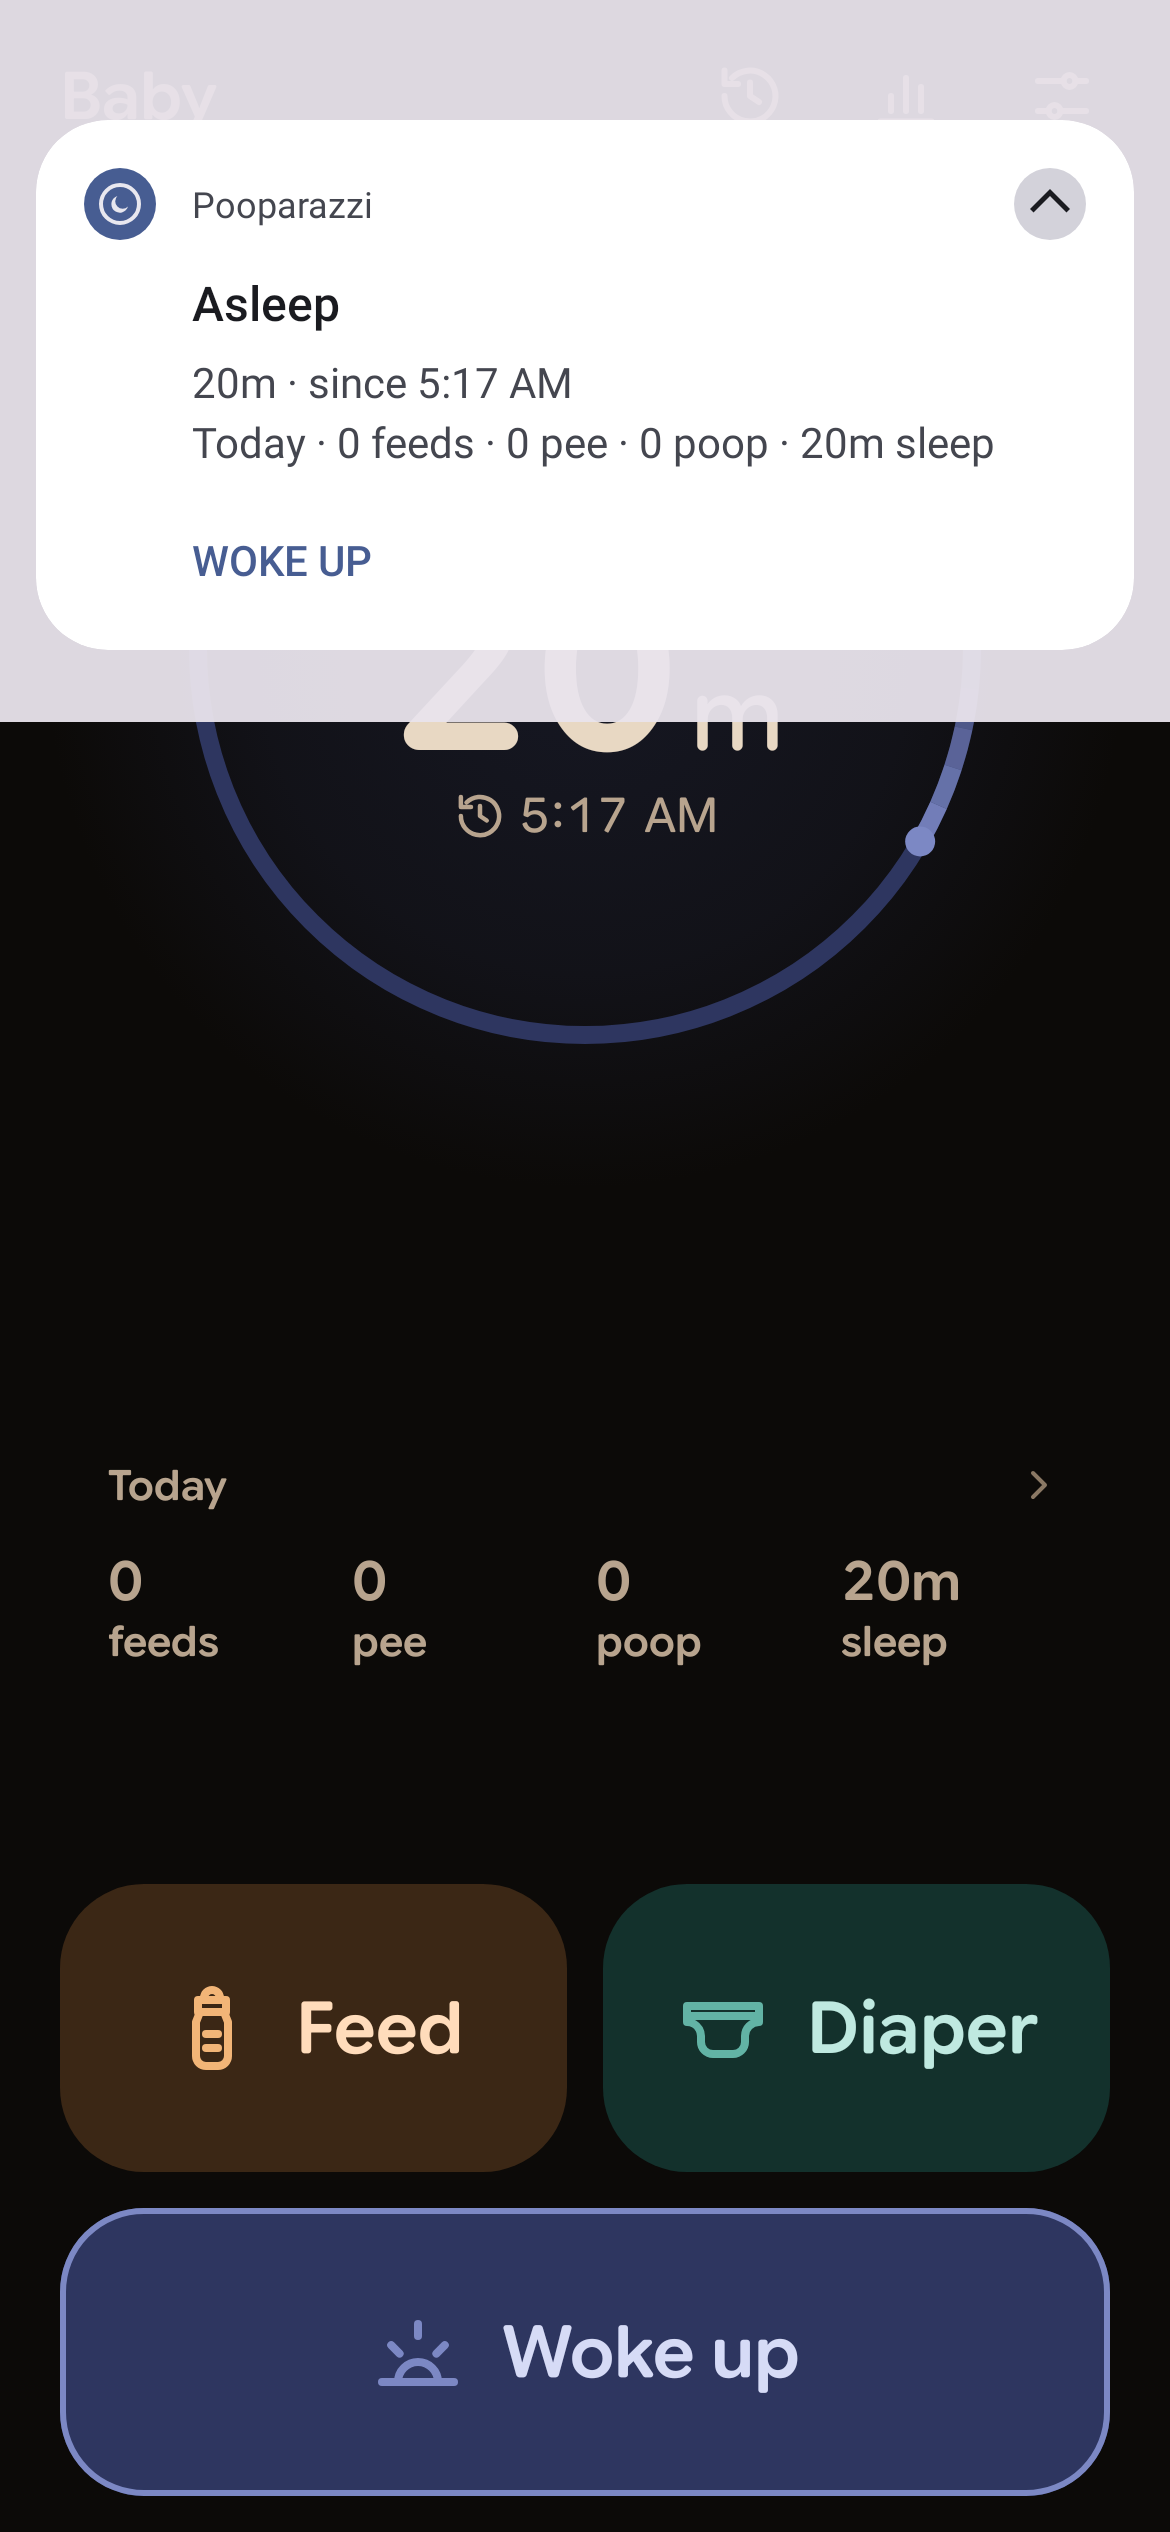 Baby
Pooparazzi
Asleep
20m · since 5:17 AM
Today · 0 feeds · 0 pee · 0 poop · 20m sleep
WOKE UP
20 m
5:17 AM
Today
0 0 0 20m
feeds pee poop sleep
Feed Diaper
Woke up